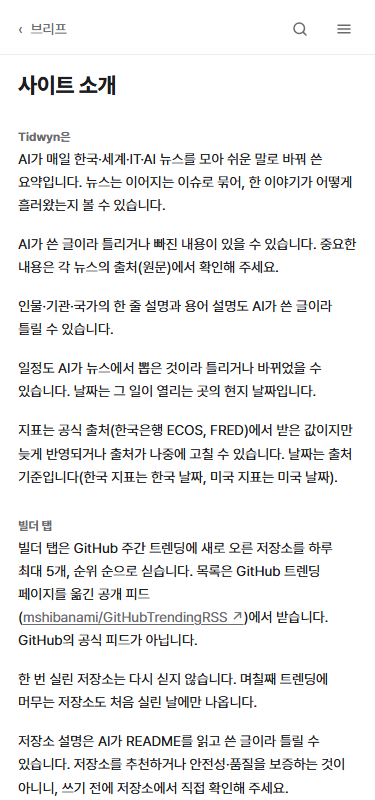 ‹ 브리프
사이트 소개
Tidwyn은
AI가 매일 한국·세계·IT·AI 뉴스를 모아 쉬운 말로 바꿔 쓴
요약입니다. 뉴스는 이어지는 이슈로 묶어, 한 이야기가 어떻게
흘러왔는지 볼 수 있습니다.
AI가 쓴 글이라 틀리거나 빠진 내용이 있을 수 있습니다. 중요한
내용은 각 뉴스의 출처(원문)에서 확인해 주세요.
인물·기관·국가의 한 줄 설명과 용어 설명도 AI가 쓴 글이라
틀릴 수 있습니다.
일정도 AI가 뉴스에서 뽑은 것이라 틀리거나 바뀌었을 수
있습니다. 날짜는 그 일이 열리는 곳의 현지 날짜입니다.
지표는 공식 출처(한국은행 ECOS, FRED)에서 받은 값이지만
늦게 반영되거나 출처가 나중에 고칠 수 있습니다. 날짜는 출처
기준입니다(한국 지표는 한국 날짜, 미국 지표는 미국 날짜).
빌더 탭
빌더 탭은 GitHub 주간 트렌딩에 새로 오른 저장소를 하루
최대 5개, 순위 순으로 싣습니다. 목록은 GitHub 트렌딩
페이지를 옮긴 공개 피드
(mshibanami/GitHubTrendingRSS ↗)에서 받습니다.
GitHub의 공식 피드가 아닙니다.
한 번 실린 저장소는 다시 싣지 않습니다. 며칠째 트렌딩에
머무는 저장소도 처음 실린 날에만 나옵니다.
저장소 설명은 AI가 README를 읽고 쓴 글이라 틀릴 수
있습니다. 저장소를 추천하거나 안전성·품질을 보증하는 것이
아니니, 쓰기 전에 저장소에서 직접 확인해 주세요.